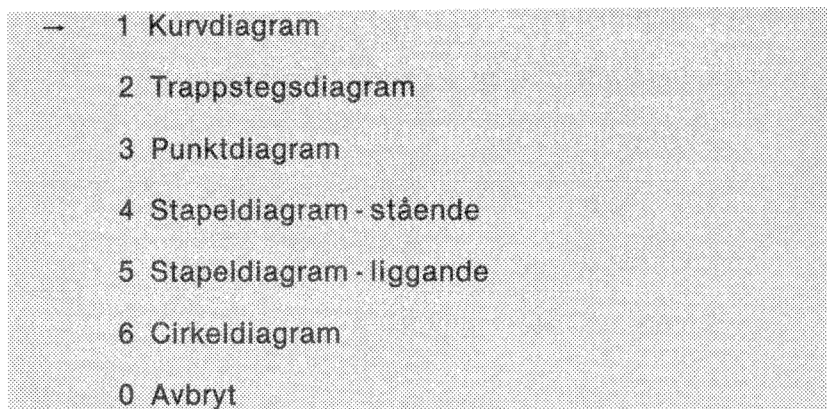 → 1 Kurvdiagram
2 Trappstegsdiagram
3 Punktdiagram
4 Stapeldiagram - stående
5 Stapeldiagram - liggande
6 Cirkeldiagram
0 Avbryt